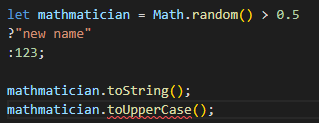 let mathmatician = Math.random() > 0.5
?"new name"
:123;
mathmatician.toString();
mathmatician.toUpperCase();